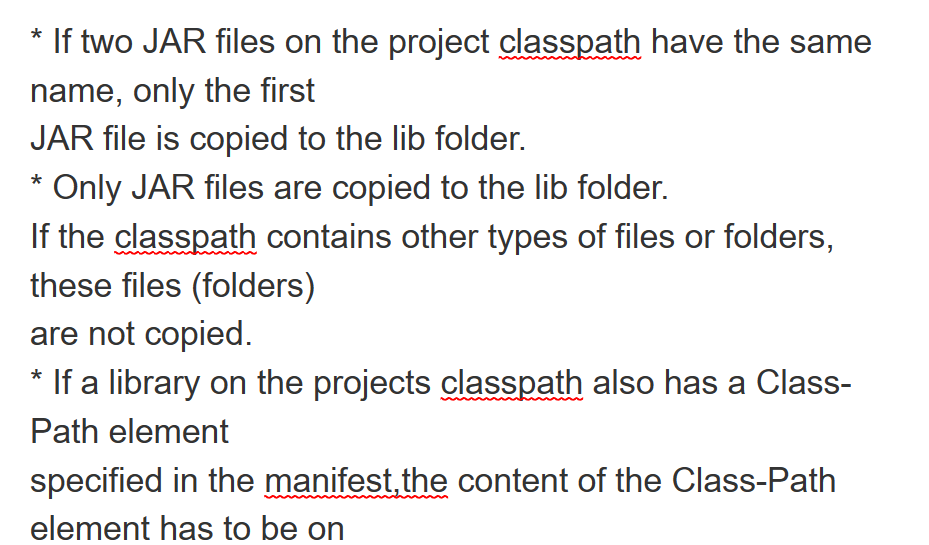 * If two JAR files on the project classpath have the same
name, only the first
JAR file is copied to the lib folder.
* Only JAR files are copied to the lib folder.
If the classpath contains other types of files or folders,
these files (folders)
are not copied.
* If a library on the projects classpath also has a Class-
Path element
specified in the manifest,the content of the Class-Path
element has to be on